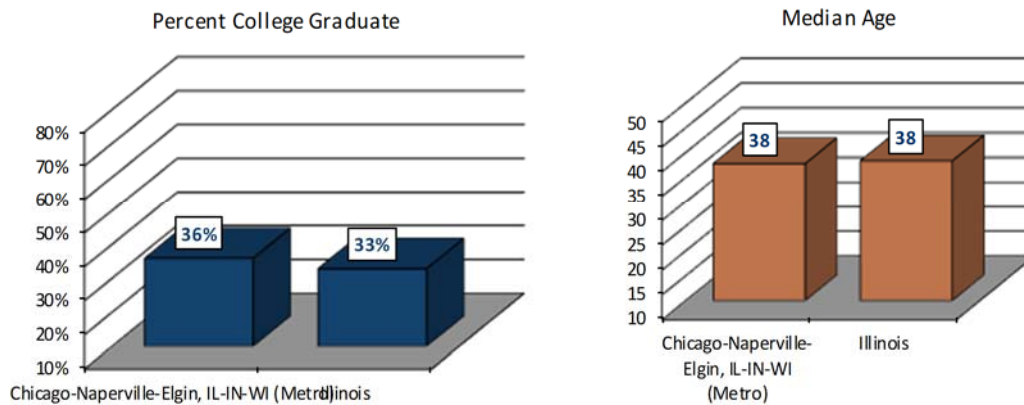 Percent College Graduate
80%
70%
60%
50%
40%
30%
20%
10%
36%
33%
Chicago-Naperville-Elgin, IL-IN-WI (Metro)
Illinois
Median Age
50
45
40
35
30
25
20
15
10
38
38
Chicago-Naperville-
Elgin, IL-IN-WI
(Metro)
Illinois